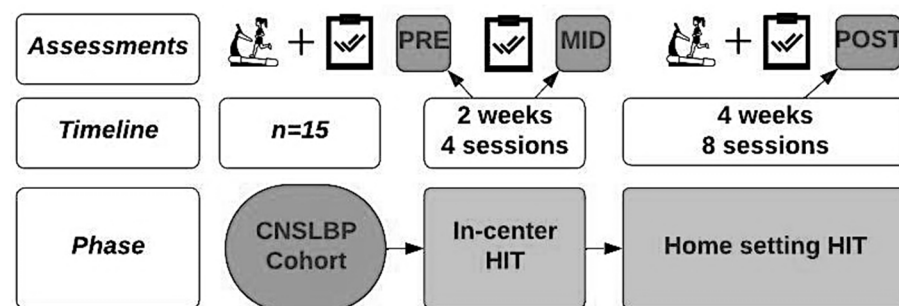 Assessments
PRE
MID
POST
Timeline
n=15
2 weeks
4 sessions
4 weeks
8 sessions
Phase
CNSLBP
Cohort
In-center
HIT
Home setting HIT